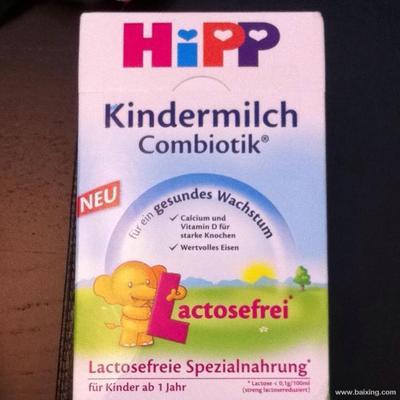 HiPP
Kindermilch
Combiotik®
NEU
für ein gesundes Wachstum
✓ Calcium und
Vitamin D für
starke Knochen
✓ Wertvolles Eisen
Lactosefrei*
Lactosefreie Spezialnahrung*
für Kinder ab 1 Jahr
* Lactose < 0,1g/100ml
(streng lactosereduziert)
www.baixing.com